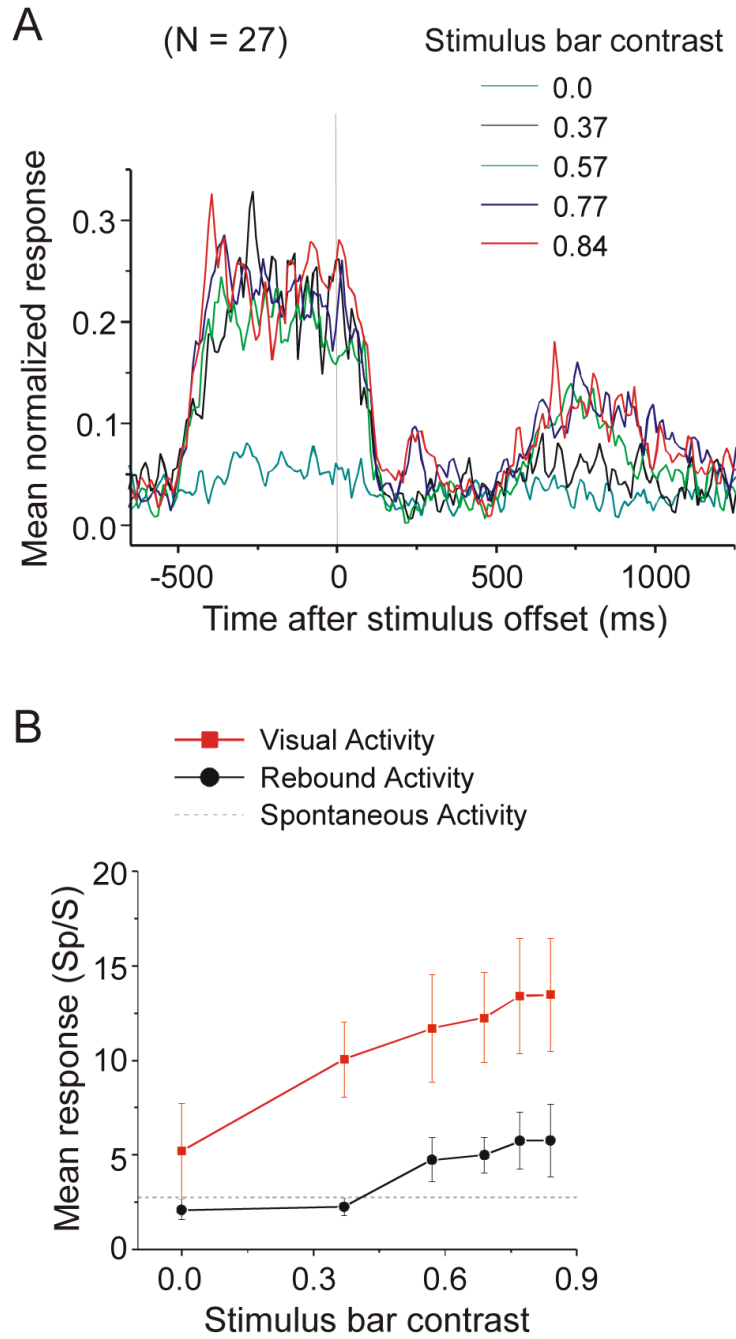 A
(N = 27)
Stimulus bar contrast
0.0
0.37
0.57
0.77
0.84
Mean normalized response
0.3
0.2
0.1
0.0
-500 0 500 1000
Time after stimulus offset (ms)
B
Visual Activity
Rebound Activity
Spontaneous Activity
Mean response (Sp/S)
20
15
10
5
0
0.0 0.3 0.6 0.9
Stimulus bar contrast